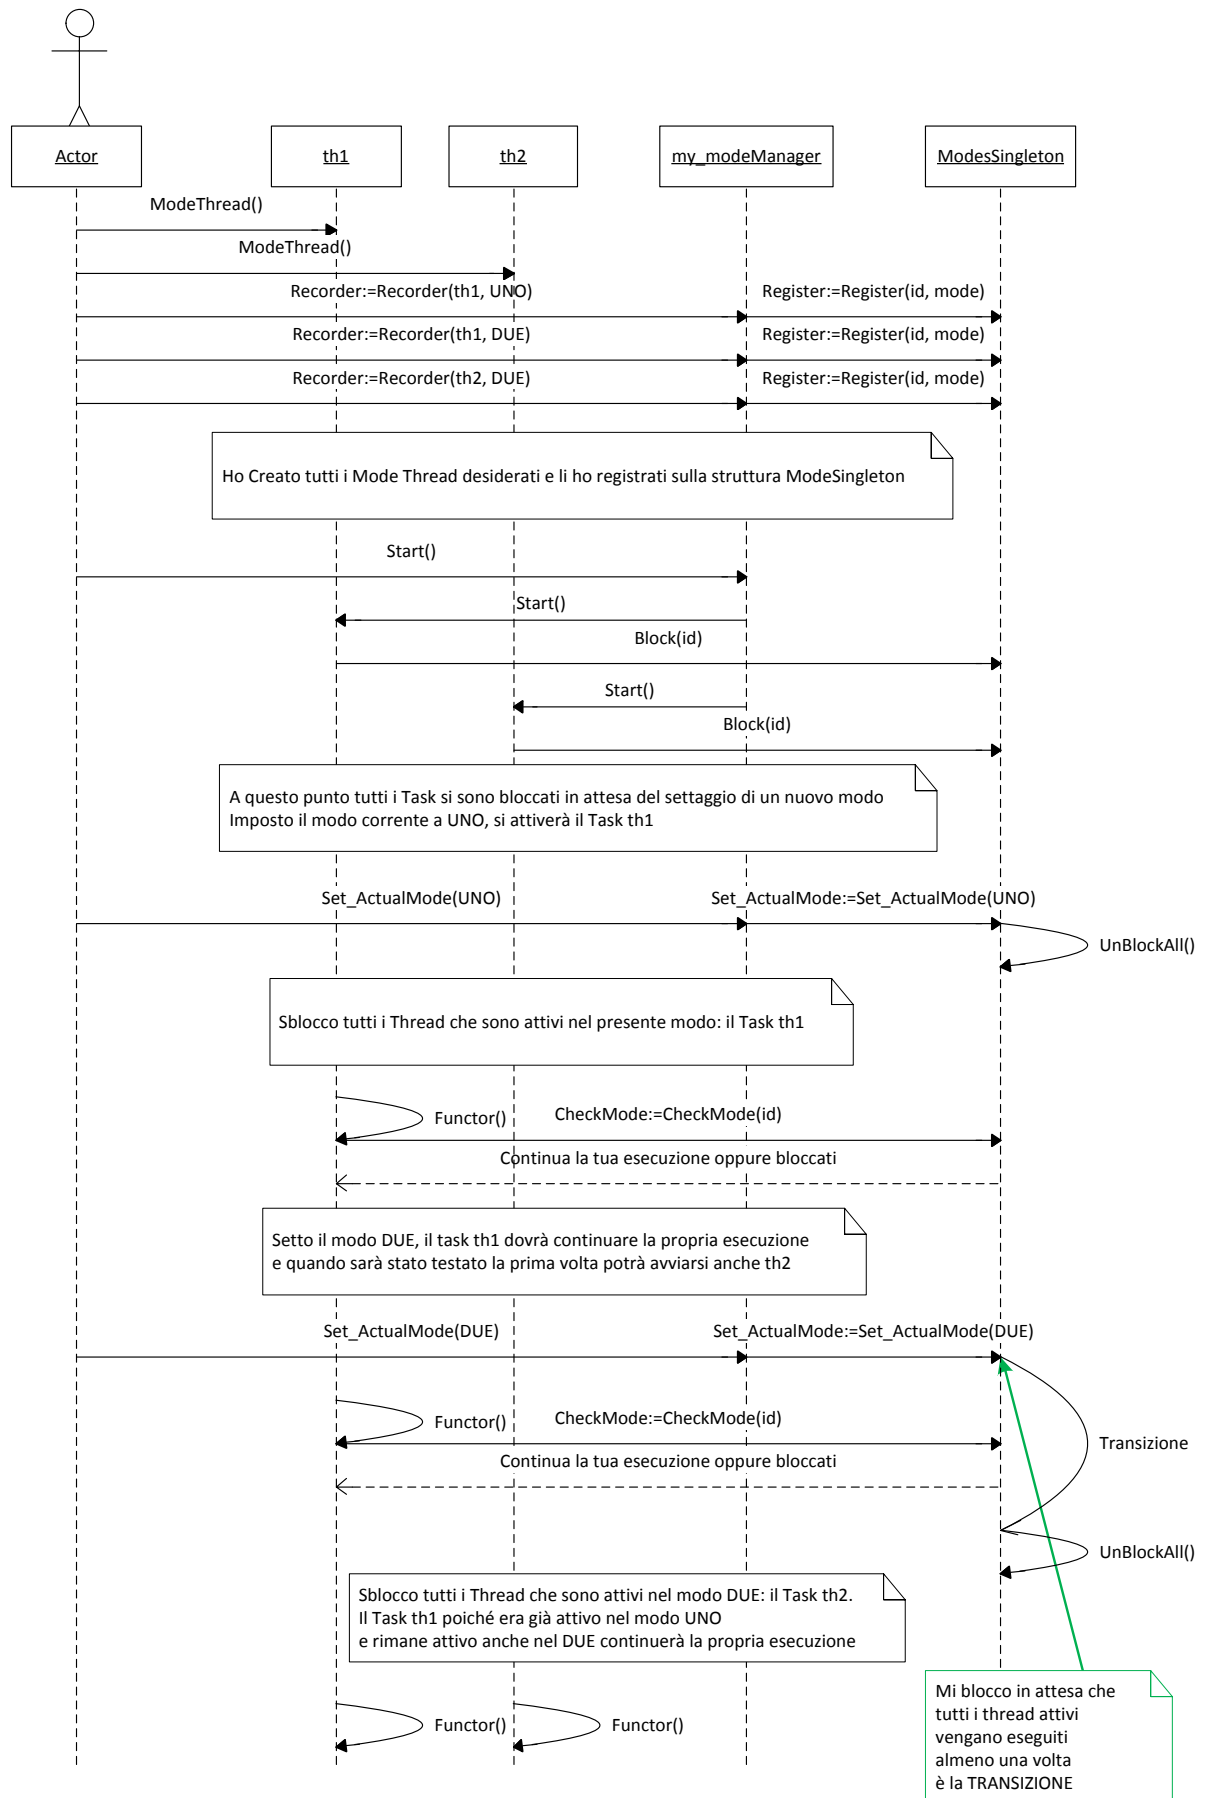 Actor
th1
th2
my_modeManager
ModesSingleton
ModeThread()
ModeThread()
Recorder:=Recorder(th1, UNO)
Register:=Register(id, mode)
Recorder:=Recorder(th1, DUE)
Register:=Register(id, mode)
Recorder:=Recorder(th2, DUE)
Register:=Register(id, mode)
Ho Creato tutti i Mode Thread desiderati e li ho registrati sulla struttura ModeSingleton
Start()
Start()
Block(id)
Start()
Block(id)
A questo punto tutti i Task si sono bloccati in attesa del settaggio di un nuovo modo
Imposto il modo corrente a UNO, si attiverà il Task th1
Set_ActualMode(UNO)
Set_ActualMode:=Set_ActualMode(UNO)
UnBlockAll()
Sblocco tutti i Thread che sono attivi nel presente modo: il Task th1
Functor()
CheckMode:=CheckMode(id)
Continua la tua esecuzione oppure bloccati
Setto il modo DUE, il task th1 dovrà continuare la propria esecuzione
e quando sarà stato testato la prima volta potrà avviarsi anche th2
Set_ActualMode(DUE)
Set_ActualMode:=Set_ActualMode(DUE)
Functor()
CheckMode:=CheckMode(id)
Transizione
Continua la tua esecuzione oppure bloccati
UnBlockAll()
Sblocco tutti i Thread che sono attivi nel modo DUE: il Task th2.
Il Task th1 poiché era già attivo nel modo UNO
e rimane attivo anche nel DUE continuerà la propria esecuzione
Functor()
Functor()
Mi blocco in attesa che
tutti i thread attivi
vengano eseguiti
almeno una volta
è la TRANSIZIONE